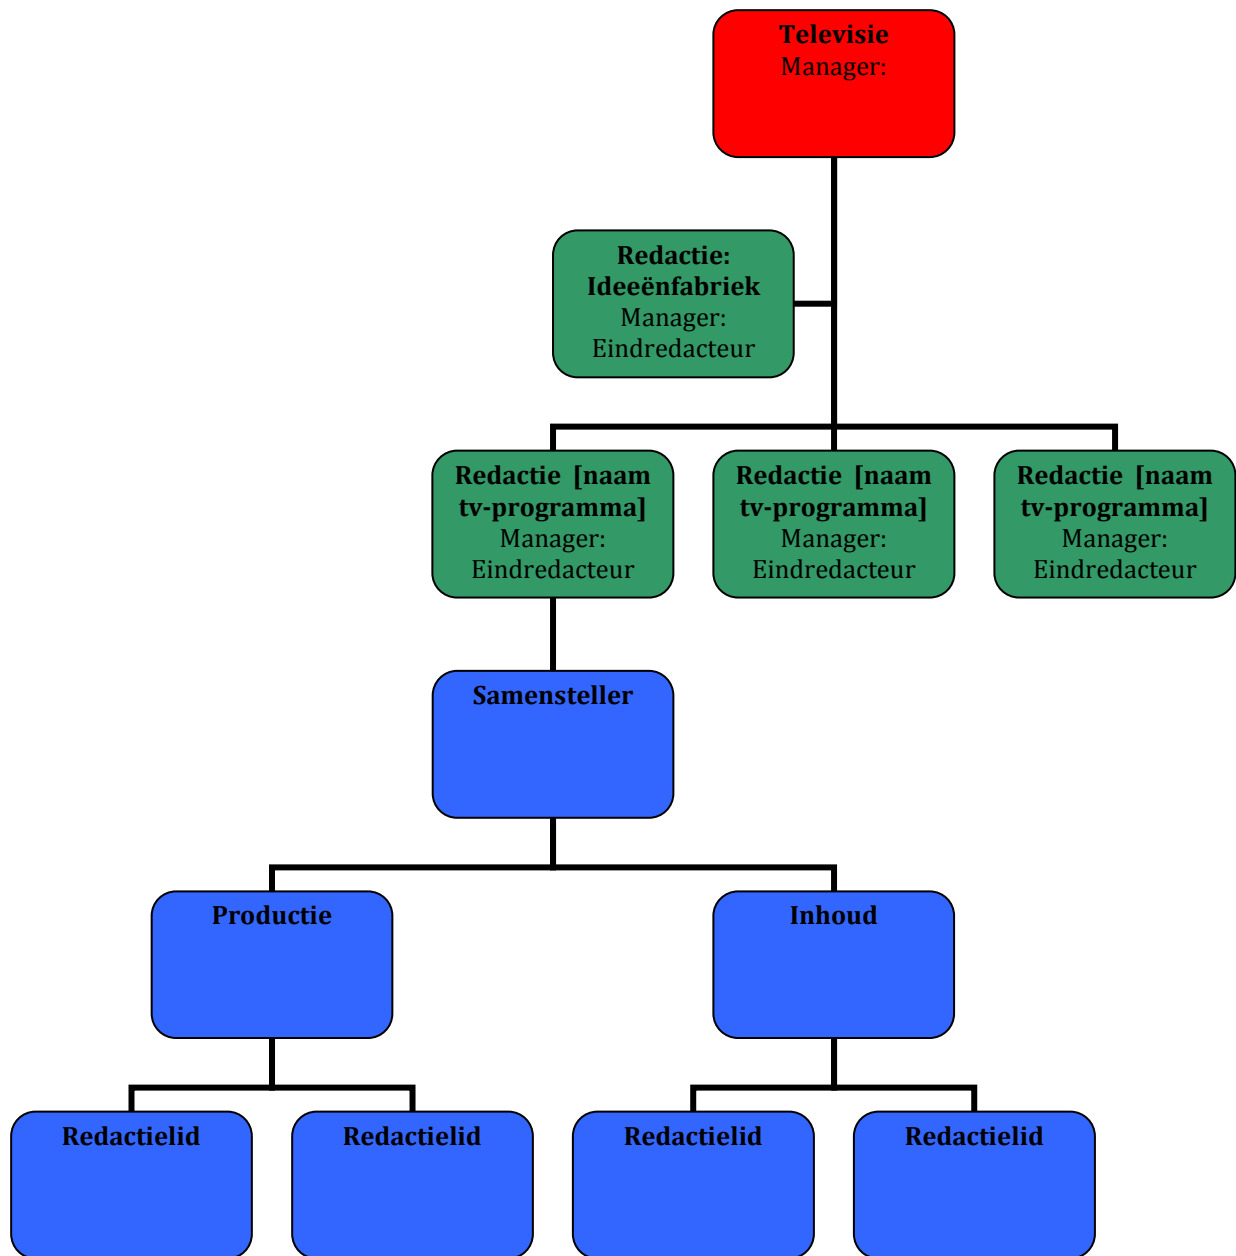 Televisie
Manager:
Redactie:
Ideeënfabriek
Manager:
Eindredacteur
Redactie [naam
tv-programma]
Manager:
Eindredacteur
Redactie [naam
tv-programma]
Manager:
Eindredacteur
Redactie [naam
tv-programma]
Manager:
Eindredacteur
Samensteller
Productie
Inhoud
Redactielid
Redactielid
Redactielid
Redactielid